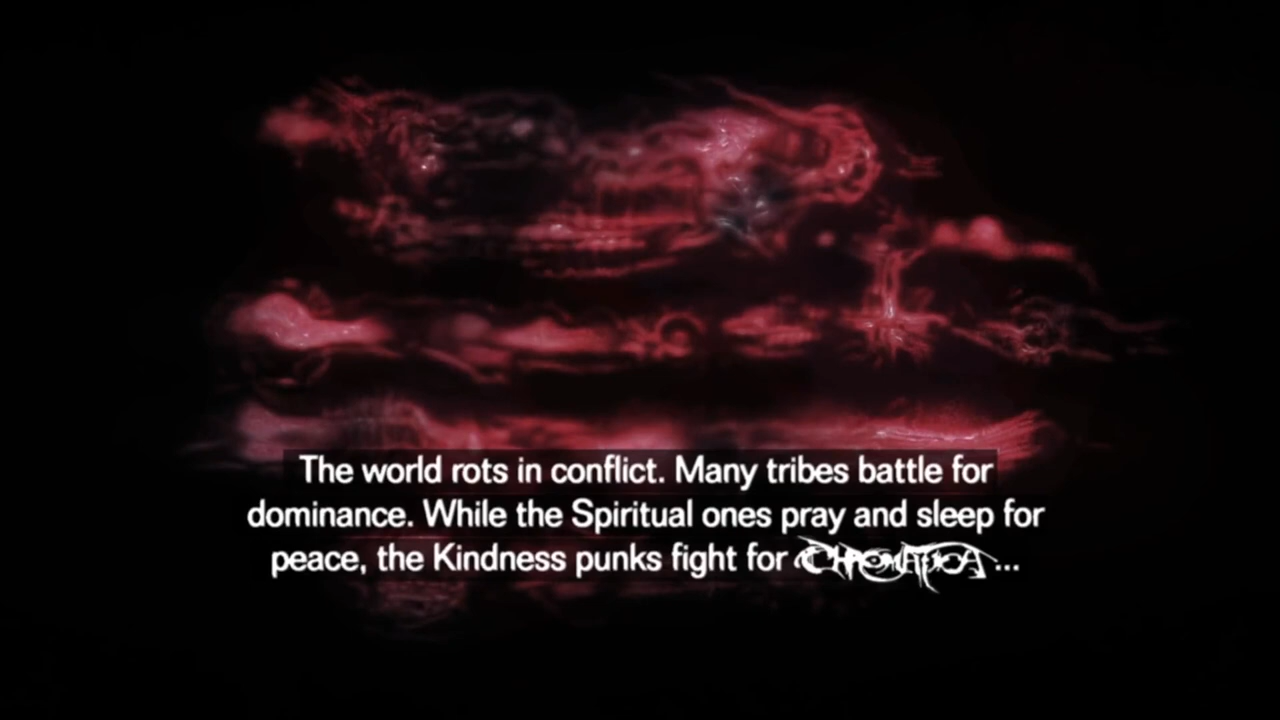 The world rots in conflict. Many tribes battle for
dominance. While the Spiritual ones pray and sleep for
peace, the Kindness punks fight for CHROMATICA...